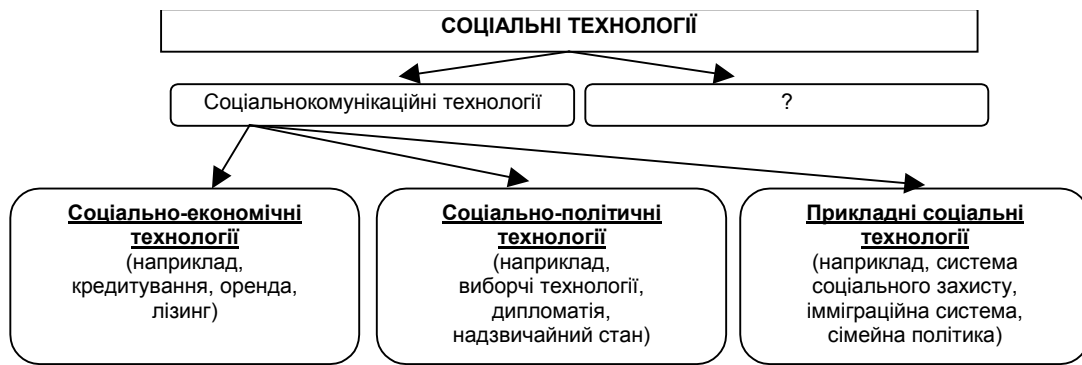 СОЦІАЛЬНІ ТЕХНОЛОГІЇ
Соціальнокомунікаційні технології
?
Соціально-економічні
технології
(наприклад,
кредитування, оренда,
лізинг)
Соціально-політичні
технології
(наприклад,
виборчі технології,
дипломатія,
надзвичайний стан)
Прикладні соціальні
технології
(наприклад, система
соціального захисту,
імміграційна система,
сімейна політика)